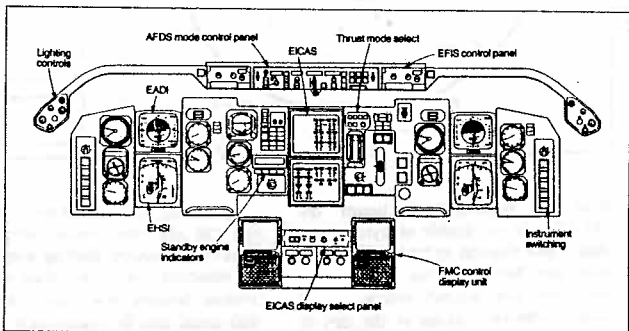 AFDS mode control panel
EICAS
Thrust mode select
EFIS control panel
Lighting
controls
EADI
EHSI
Standby engine
indicators
Instrument
switching
FMC control
display unit
EICAS display select panel